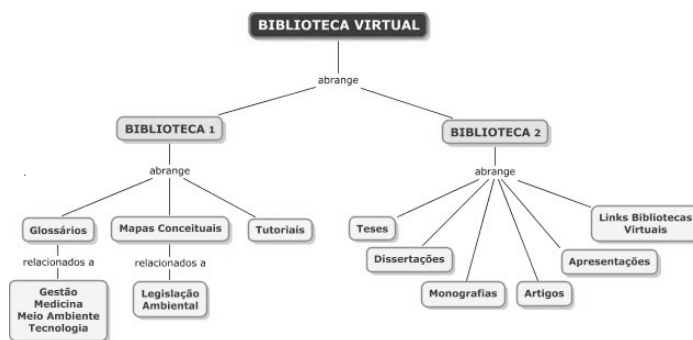 BIBLIOTECA VIRTUAL
abrange
BIBLIOTECA 1
BIBLIOTECA 2
abrange
abrange
Glossários
Mapas Conceituais
Tutoriais
Teses
Links Bibliotecas
Virtuais
Dissertações
Apresentações
Monografias
Artigos
relacionados a
relacionados a
Gestão
Medicina
Meio Ambiente
Tecnologia
Legislação
Ambiental